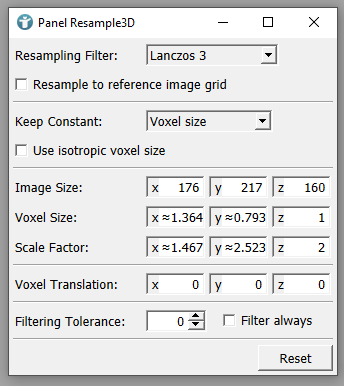 Panel Resample3D
Resampling Filter: Lanczos 3
Resample to reference image grid
Keep Constant: Voxel size
Use isotropic voxel size
Image Size: x 176 y 217 z 160
Voxel Size: x ≈1.364 y ≈0.793 z 1
Scale Factor: x ≈1.467 y ≈2.523 z 2
Voxel Translation: x 0 y 0 z 0
Filtering Tolerance: 0 Filter always
Reset